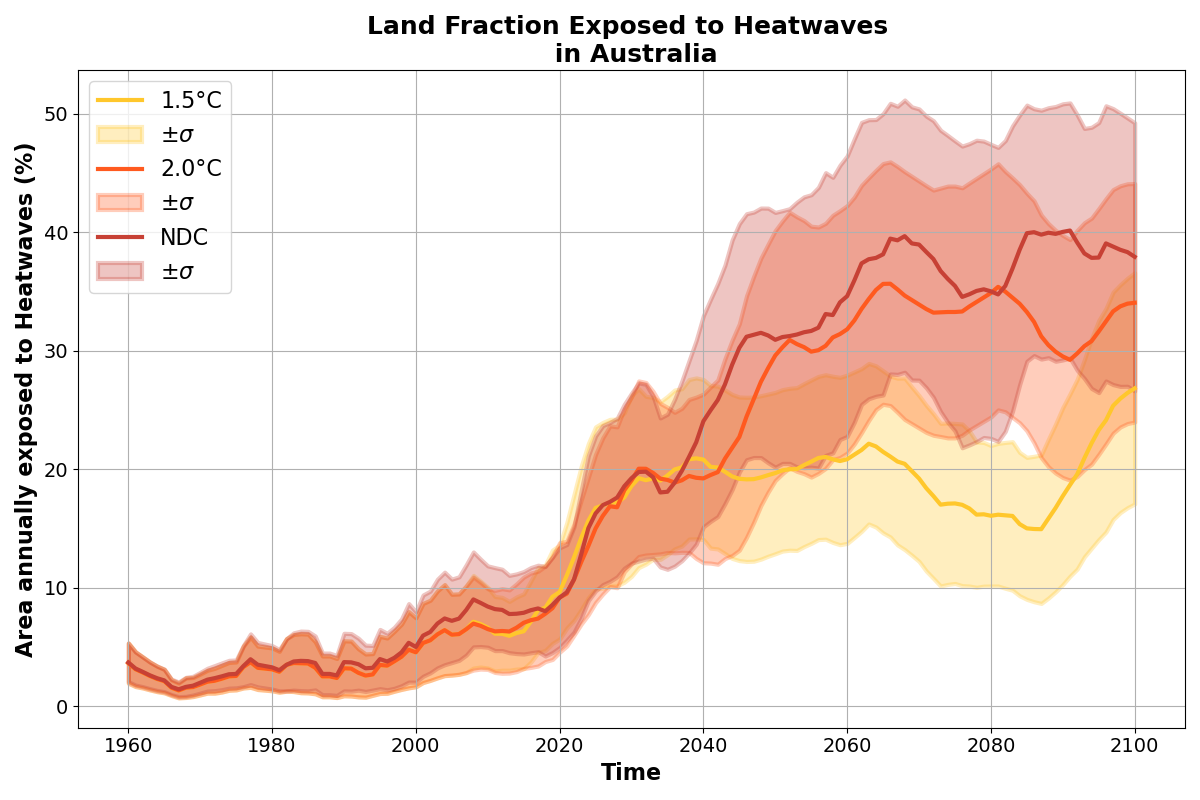 Land Fraction Exposed to Heatwaves
in Australia
1.5°C
±σ
2.0°C
±σ
NDC
±σ
Area annually exposed to Heatwaves (%)
50
40
30
20
10
0
1960
1980
2000
2020
2040
2060
2080
2100
Time